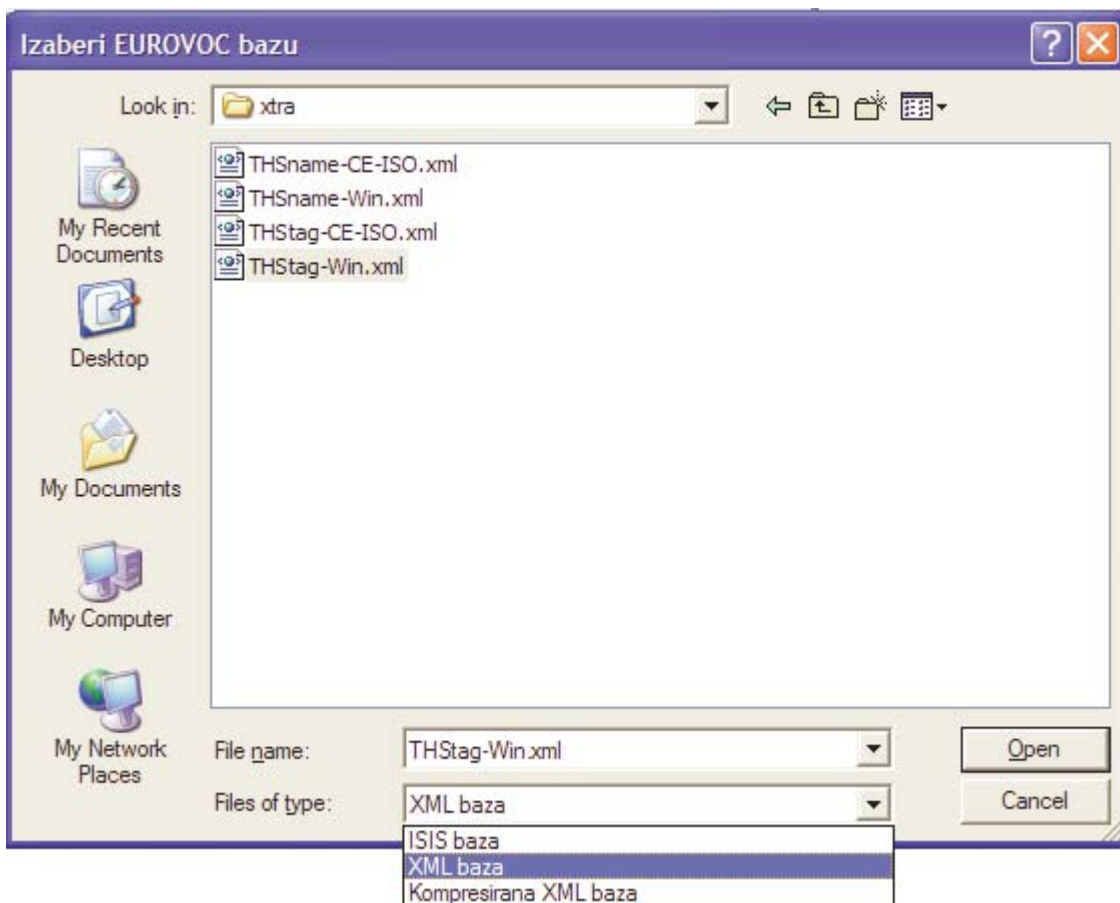 Izaberi EUROVOC bazu
Look in:
xtra
THSname-CE-ISO.xml
THSname-Win.xml
THStag-CE-ISO.xml
THStag-Win.xml
My Recent
Documents
Desktop
My Documents
My Computer
My Network
Places
File name:
THStag-Win.xml
Open
Files of type:
XML baza
Cancel
ISIS baza
XML baza
Kompresirana XML baza